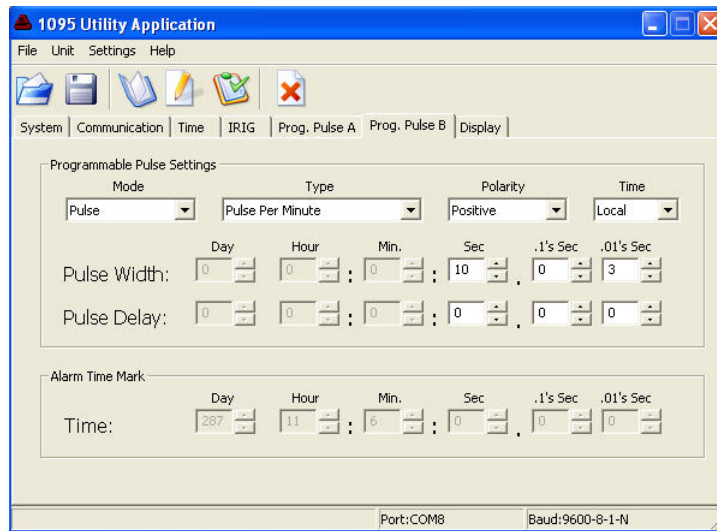 1095 Utility Application
File Unit Settings Help
System Communication Time IRIG Prog. Pulse A Prog. Pulse B Display
Programmable Pulse Settings
Mode Type Polarity Time
Pulse Pulse Per Minute Positive Local
Day Hour Min. Sec .1's Sec .01's Sec
Pulse Width: 0 0 : 0 : 10 . 0 3
Pulse Delay: 0 0 : 0 : 0 . 0 0
Alarm Time Mark
Day Hour Min. Sec .1's Sec .01's Sec
Time: 287 11 : 6 : 0 . 0 0
Port:COM8 Baud:9600-8-1-N